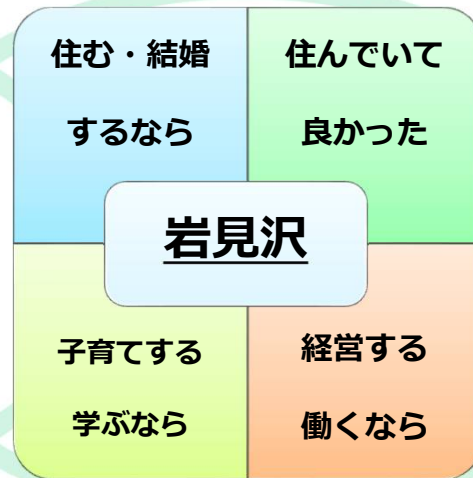 住む・結婚
するなら
住んでいて
良かった
岩見沢
子育てする
学ぶなら
経営する
働くなら